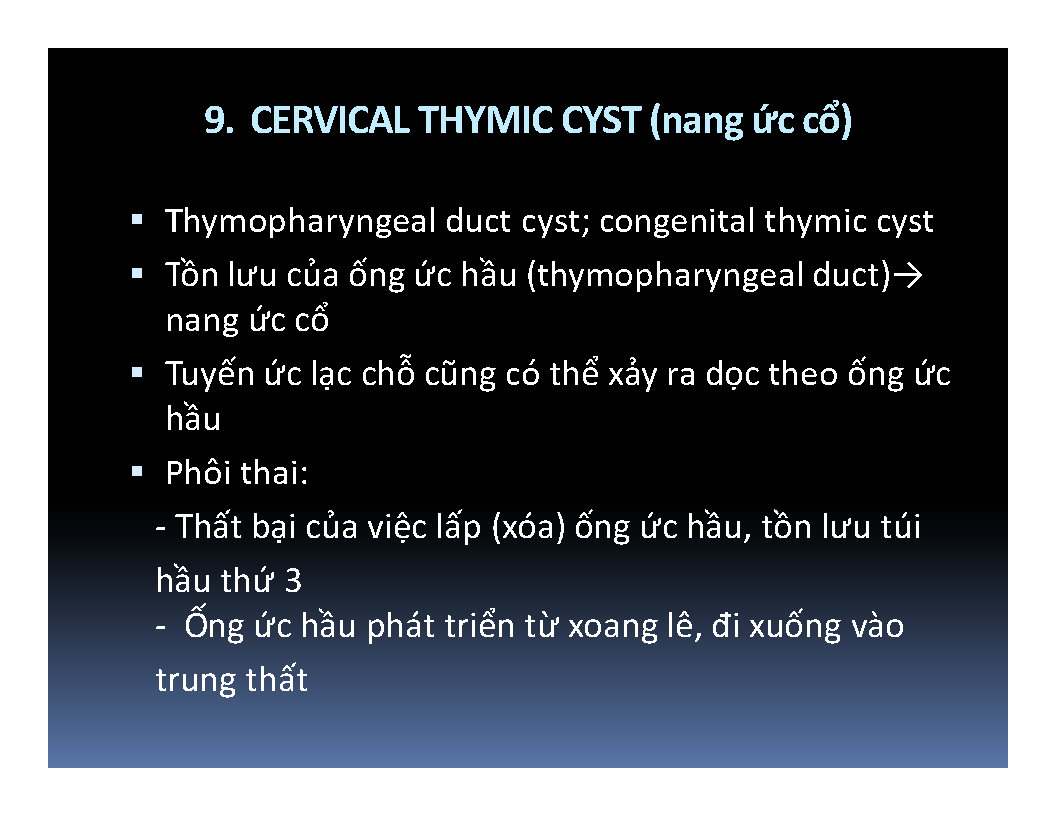 9. CERVICAL THYMIC CYST (nang ức cổ)
▪ Thymopharyngeal duct cyst; congenital thymic cyst
▪ Tồn lưu của ống ức hầu (thymopharyngeal duct)→
nang ức cổ
▪ Tuyến ức lạc chỗ cũng có thể xảy ra dọc theo ống ức
hầu
▪ Phôi thai:
- Thất bại của việc lấp (xóa) ống ức hầu, tồn lưu túi
hầu thứ 3
- Ống ức hầu phát triển từ xoang lê, đi xuống vào
trung thất